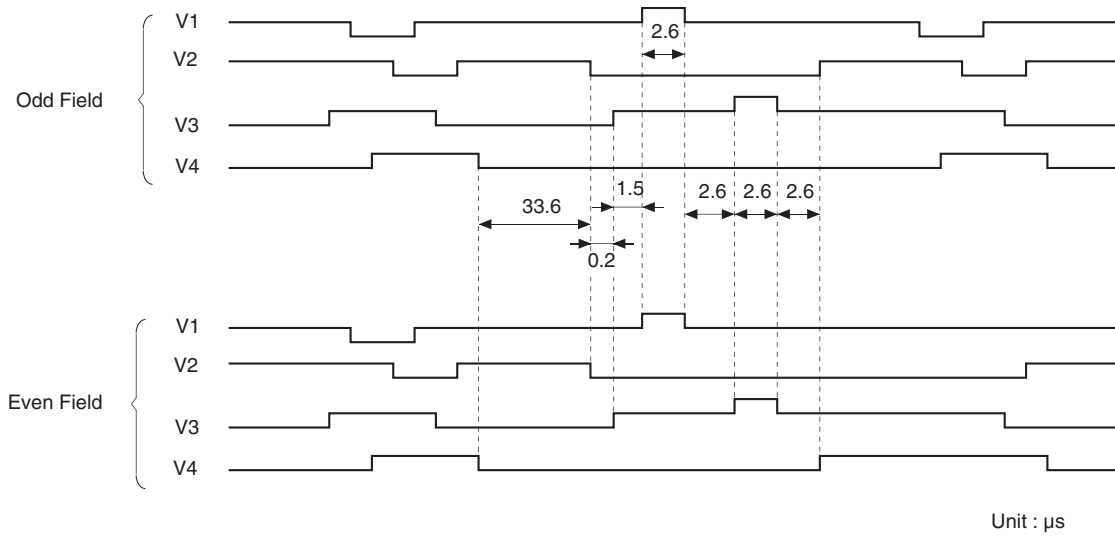 V1
2.6
V2
Odd Field
V3
V4
1.5
2.6 2.6 2.6
33.6
0.2
V1
V2
Even Field
V3
V4
Unit : μs